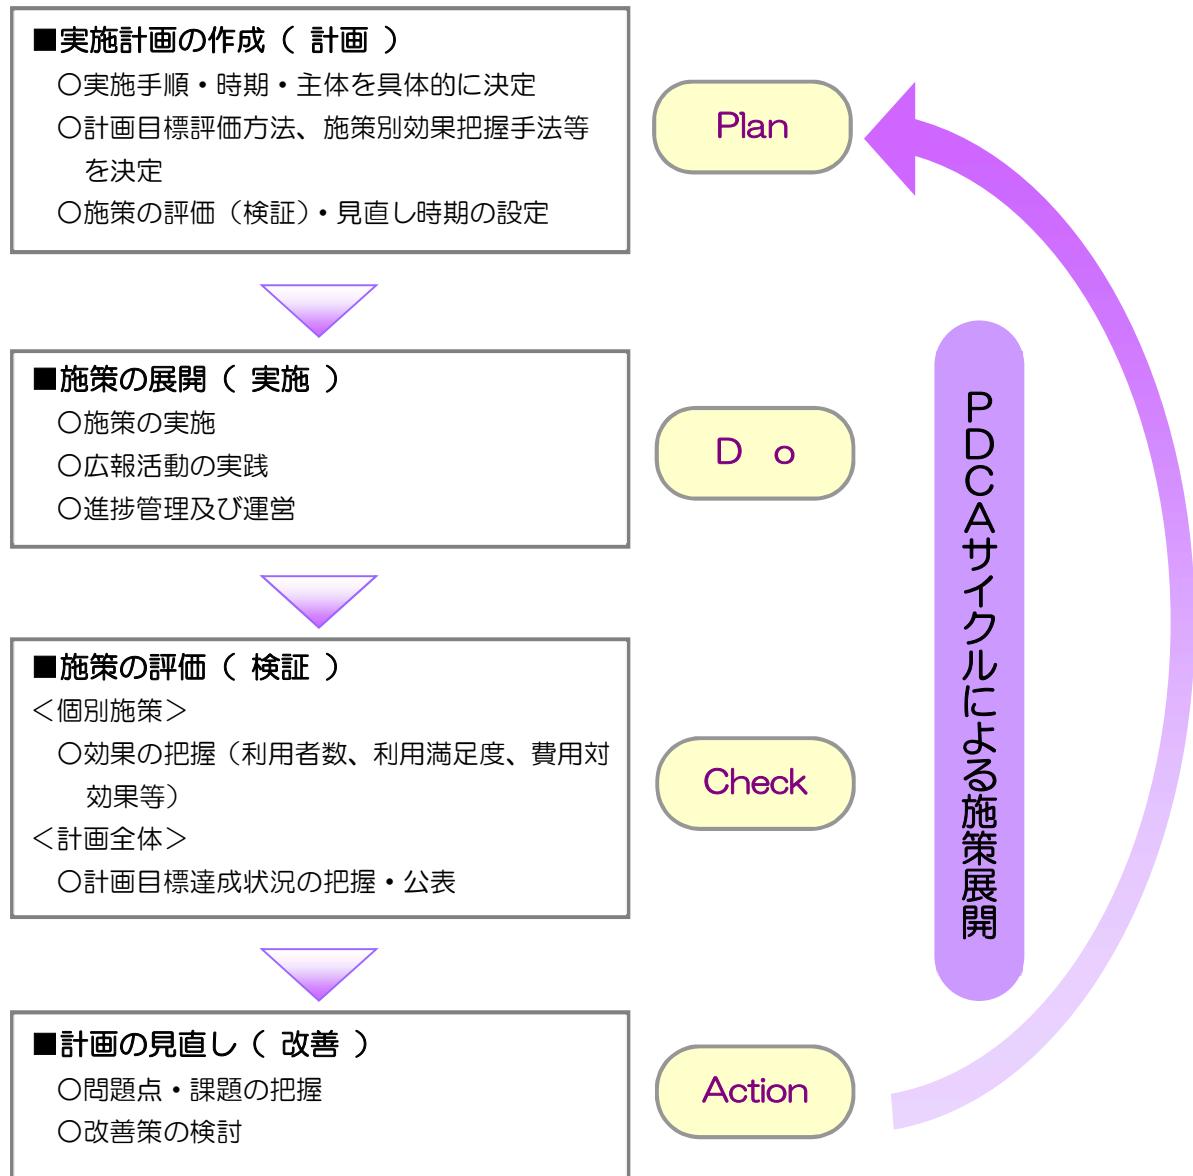 ■実施計画の作成（ 計画 ）
○実施手順・時期・主体を具体的に決定
○計画目標評価方法、施策別効果把握手法等
を決定
○施策の評価（検証）・見直し時期の設定
Plan
■施策の展開（ 実施 ）
○施策の実施
○広報活動の実践
○進捗管理及び運営
D o
■施策の評価（ 検証 ）
＜個別施策＞
○効果の把握（利用者数、利用満足度、費用対
効果等）
＜計画全体＞
○計画目標達成状況の把握・公表
Check
■計画の見直し（ 改善 ）
○問題点・課題の把握
○改善策の検討
Action
PDCAサイクルによる施策展開